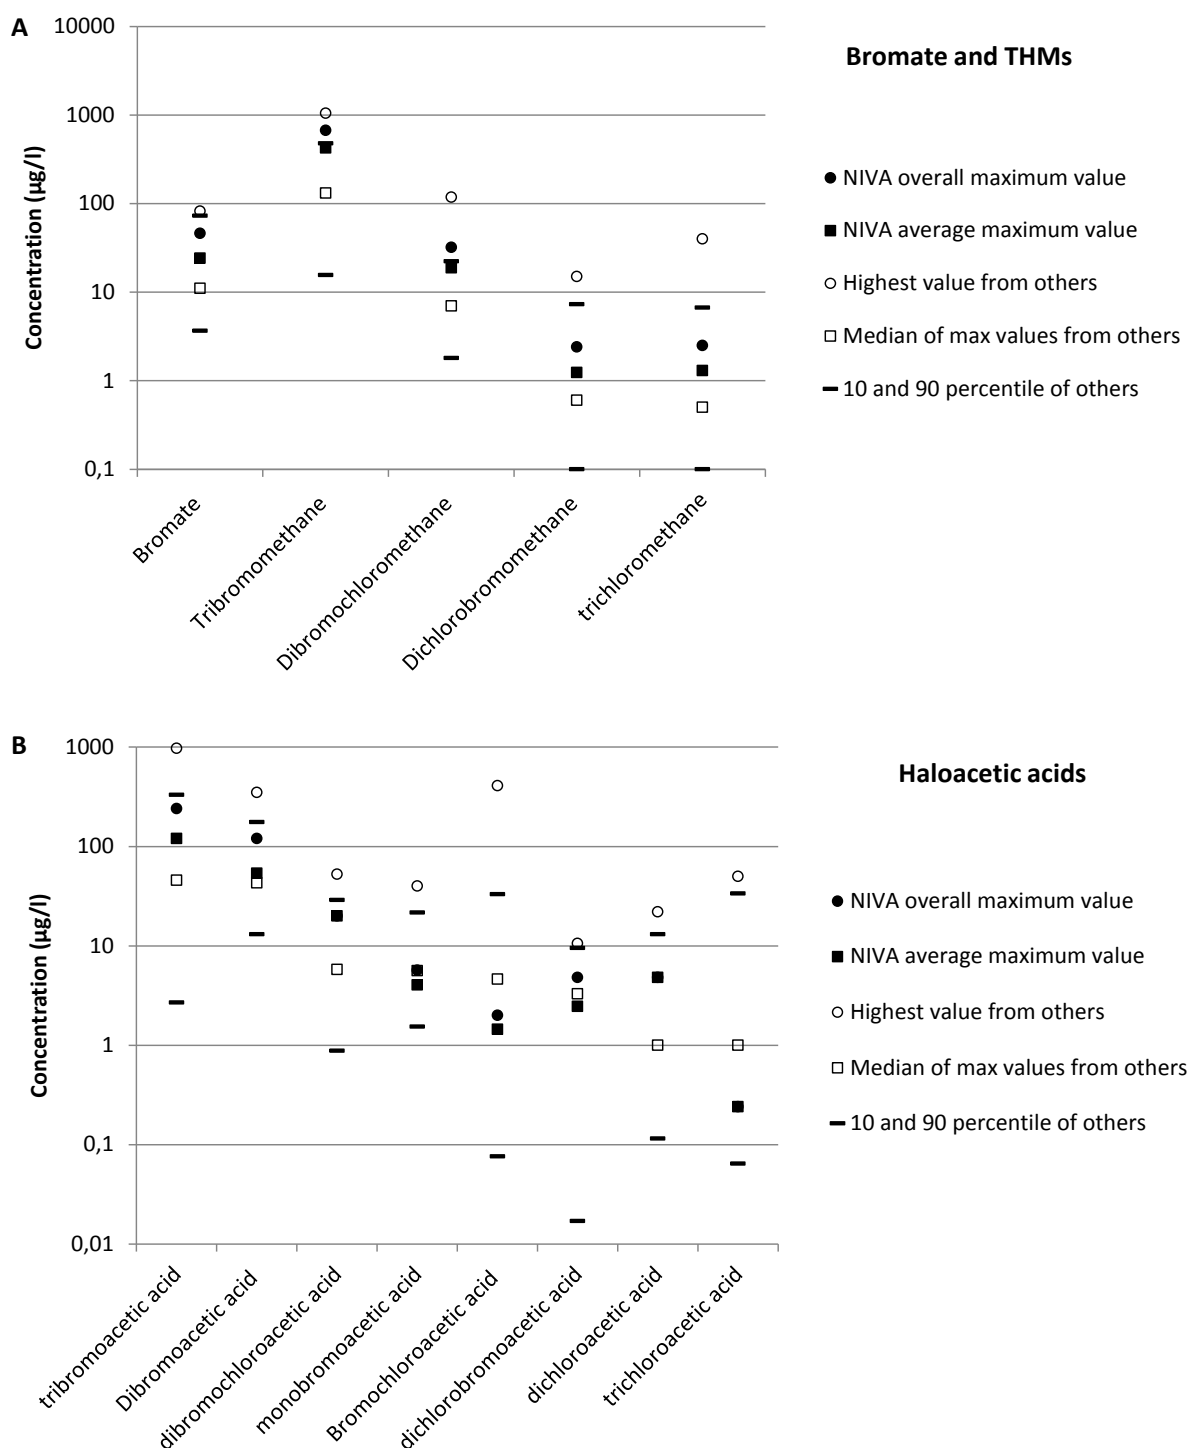 A
Bromate and THMs
10000
1000
100
10
1
0,1
Concentration (µg/l)
Bromate
Tribromomethane
Dibromochloromethane
Dichlorobromomethane
trichloromethane
NIVA overall maximum value
NIVA average maximum value
Highest value from others
Median of max values from others
10 and 90 percentile of others
B
Haloacetic acids
1000
100
10
1
0,1
0,01
Concentration (µg/l)
tribromoacetic acid
Dibromoacetic acid
dibromochloroacetic acid
monobromoacetic acid
Bromochloroacetic acid
dichlorobromoacetic acid
dichloroacetic acid
trichloroacetic acid
NIVA overall maximum value
NIVA average maximum value
Highest value from others
Median of max values from others
10 and 90 percentile of others